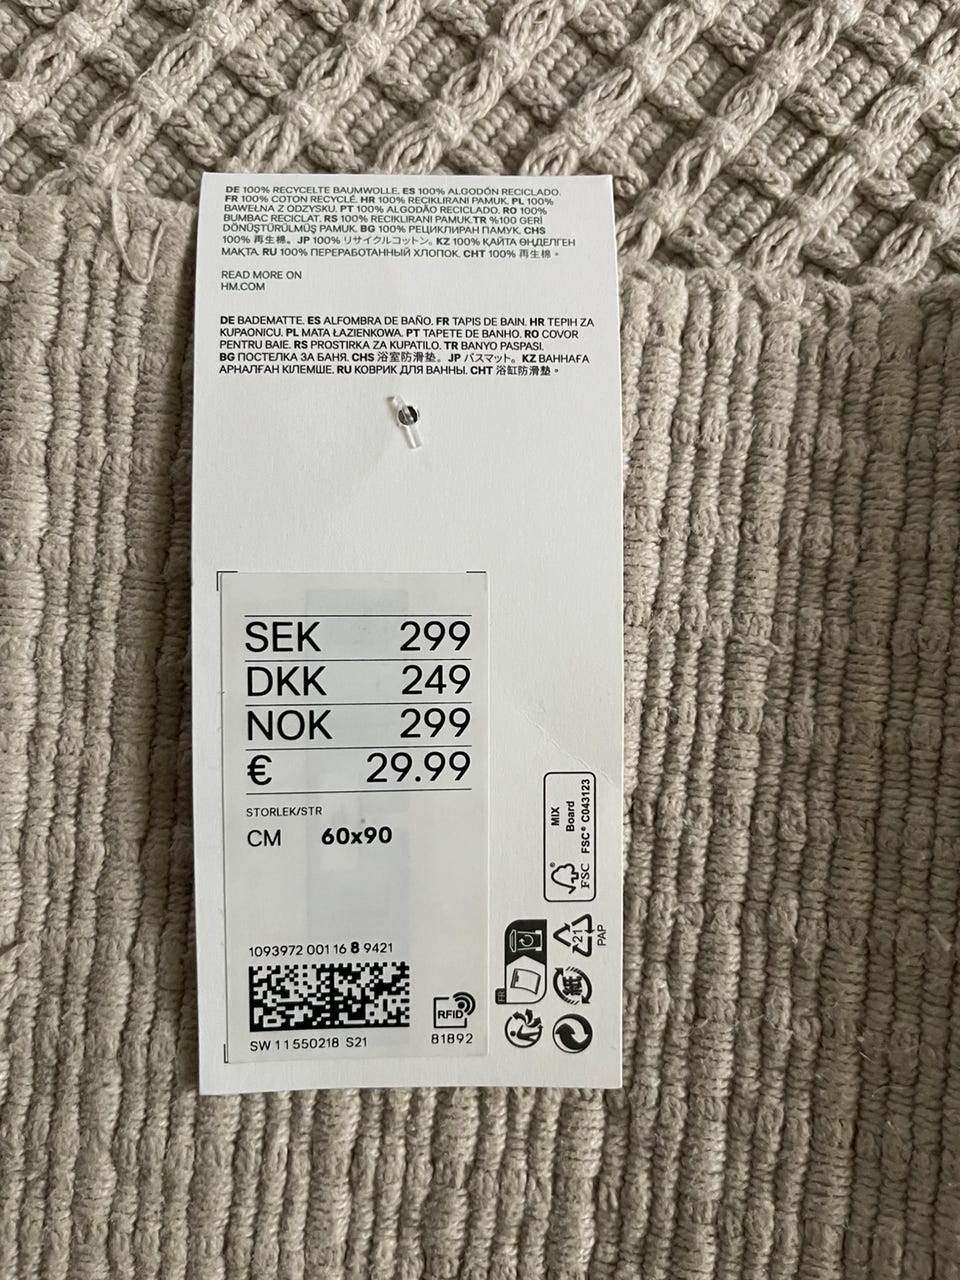 DE 100% RECYCELTE BAUMWOLLE. ES 100% ALGODÓN RECICLADO.
FR 100% COTON RECYCLÉ. HR 100% RECIKLIRANI PAMUK. PL 100%
BAWEŁNA Z ODZYSKU. PT 100% ALGODÃO RECICLADO. RO 100%
BUMBAC RECICLAT. RS 100% RECIKLIRANI PAMUK.TR %100 GERİ
DÖNÜŞTÜRÜLMÜŞ PAMUK. BG 100% РЕЦИКЛИРАН ПАМУК. CHS
100% 再生棉。 JP 100% リサイクルコットン。 KZ 100% ҚАЙТА ӨҢДЕЛГЕН
МАҚТА. RU 100% ПЕРЕРАБОТАННЫЙ ХЛОПОК. CHT 100% 再生棉。
READ MORE ON
HM.COM
DE BADEMATTE. ES ALFOMBRA DE BAÑO. FR TAPIS DE BAIN. HR TEPIH ZA
KUPAONICU. PL MATA ŁAZIENKOWA. PT TAPETE DE BANHO. RO COVOR
PENTRU BAIE. RS PROSTIRKA ZA KUPATILO. TR BANYO PASPASI.
BG ПОСТЕЛКА ЗА БАНЯ. CHS 浴室防滑垫。 JP バスマット。 KZ ВАННАҒА
АРНАЛҒАН КІЛЕМШЕ. RU КОВРИК ДЛЯ ВАННЫ. CHT 浴缸防滑墊。
SEK 299
DKK 249
NOK 299
€ 29.99
STORLEK/STR
CM 60x90
1093972 001 16 8 9421
SW 11 550218 S21
RFID
81892
MIX
Board
FSC® C043123
FSC
21
PAP
FR
紙